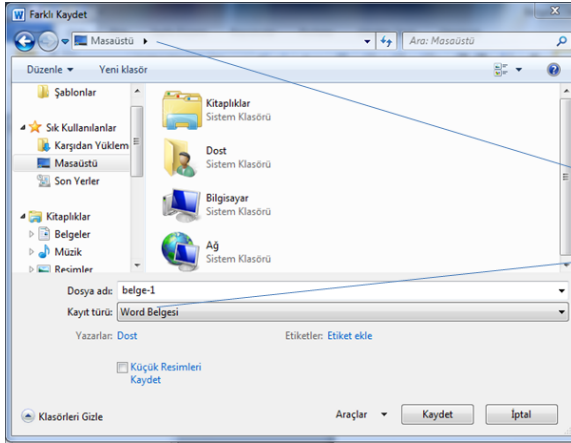 Farklı Kaydet
Masaüstü
Ara: Masaüstü
Düzenle
Yeni klasör
Şablonlar
Sık Kullanılanlar
Karşıdan Yüklem
Masaüstü
Son Yerler
Kitaplıklar
Belgeler
Müzik
Resimler
Kitaplıklar
Sistem Klasörü
Dost
Sistem Klasörü
Bilgisayar
Sistem Klasörü
Ağ
Sistem Klasörü
Dosya adı: belge-1
Kayıt türü: Word Belgesi
Yazarlar: Dost
Etiketler: Etiket ekle
Küçük Resimleri
Kaydet
Klasörleri Gizle
Araçlar
Kaydet
İptal